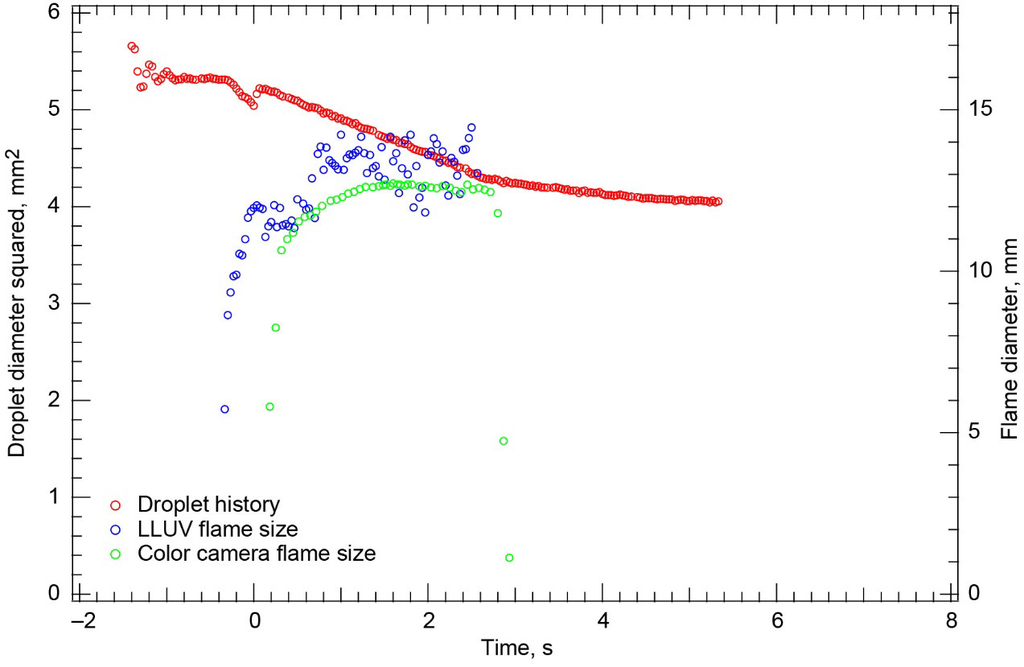 6
5
4
3
2
1
0
Droplet diameter squared, mm2
15
10
5
0
Flame diameter, mm
Droplet history
LLUV flame size
Color camera flame size
–2 0 2 4 6 8
Time, s